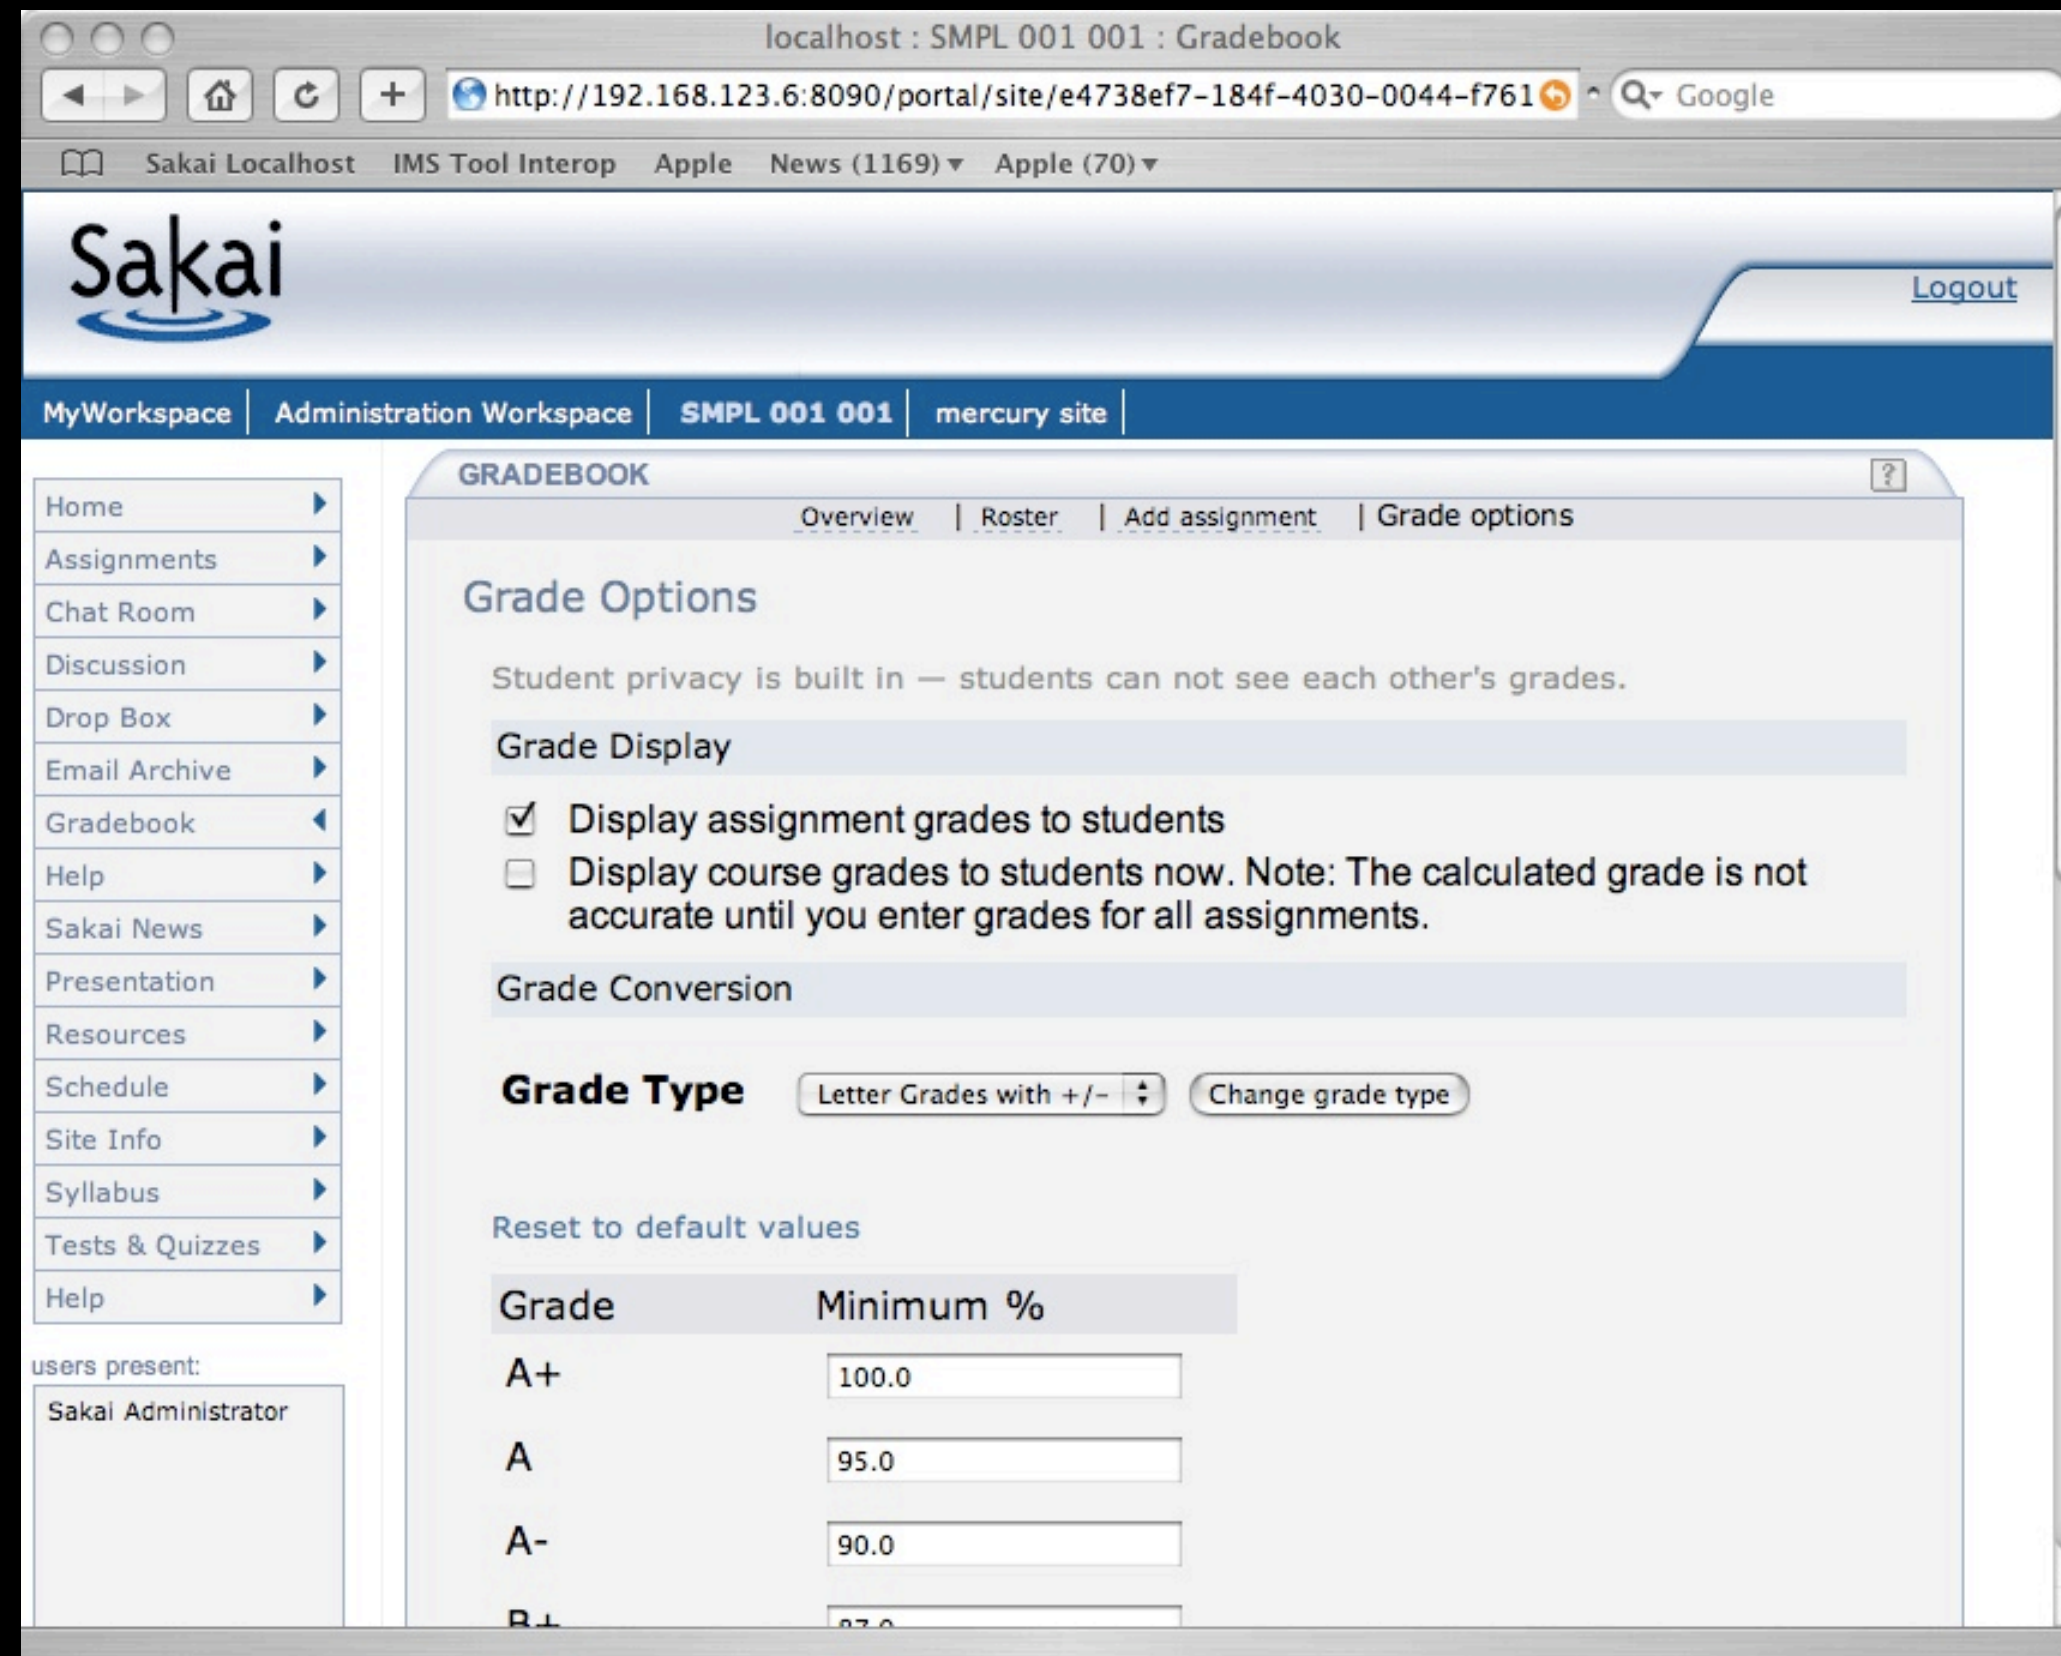 localhost : SMPL 001 001 : Gradebook
http://192.168.123.6:8090/portal/site/e4738ef7-184f-4030-0044-f761
Google
Sakai Localhost IMS Tool Interop Apple News (1169) Apple (70)
Sakai
Logout
MyWorkspace Administration Workspace SMPL 001 001 mercury site
GRADEBOOK ?
Overview | Roster | Add assignment | Grade options
Home
Assignments
Chat Room
Discussion
Drop Box
Email Archive
Gradebook
Help
Sakai News
Presentation
Resources
Schedule
Site Info
Syllabus
Tests & Quizzes
Help
users present:
Sakai Administrator
Grade Options
Student privacy is built in — students can not see each other's grades.
Grade Display
Display assignment grades to students
Display course grades to students now. Note: The calculated grade is not
accurate until you enter grades for all assignments.
Grade Conversion
Grade Type Letter Grades with +/- Change grade type
Reset to default values
Grade Minimum %
A+ 100.0
A 95.0
A- 90.0
B+ 87.0